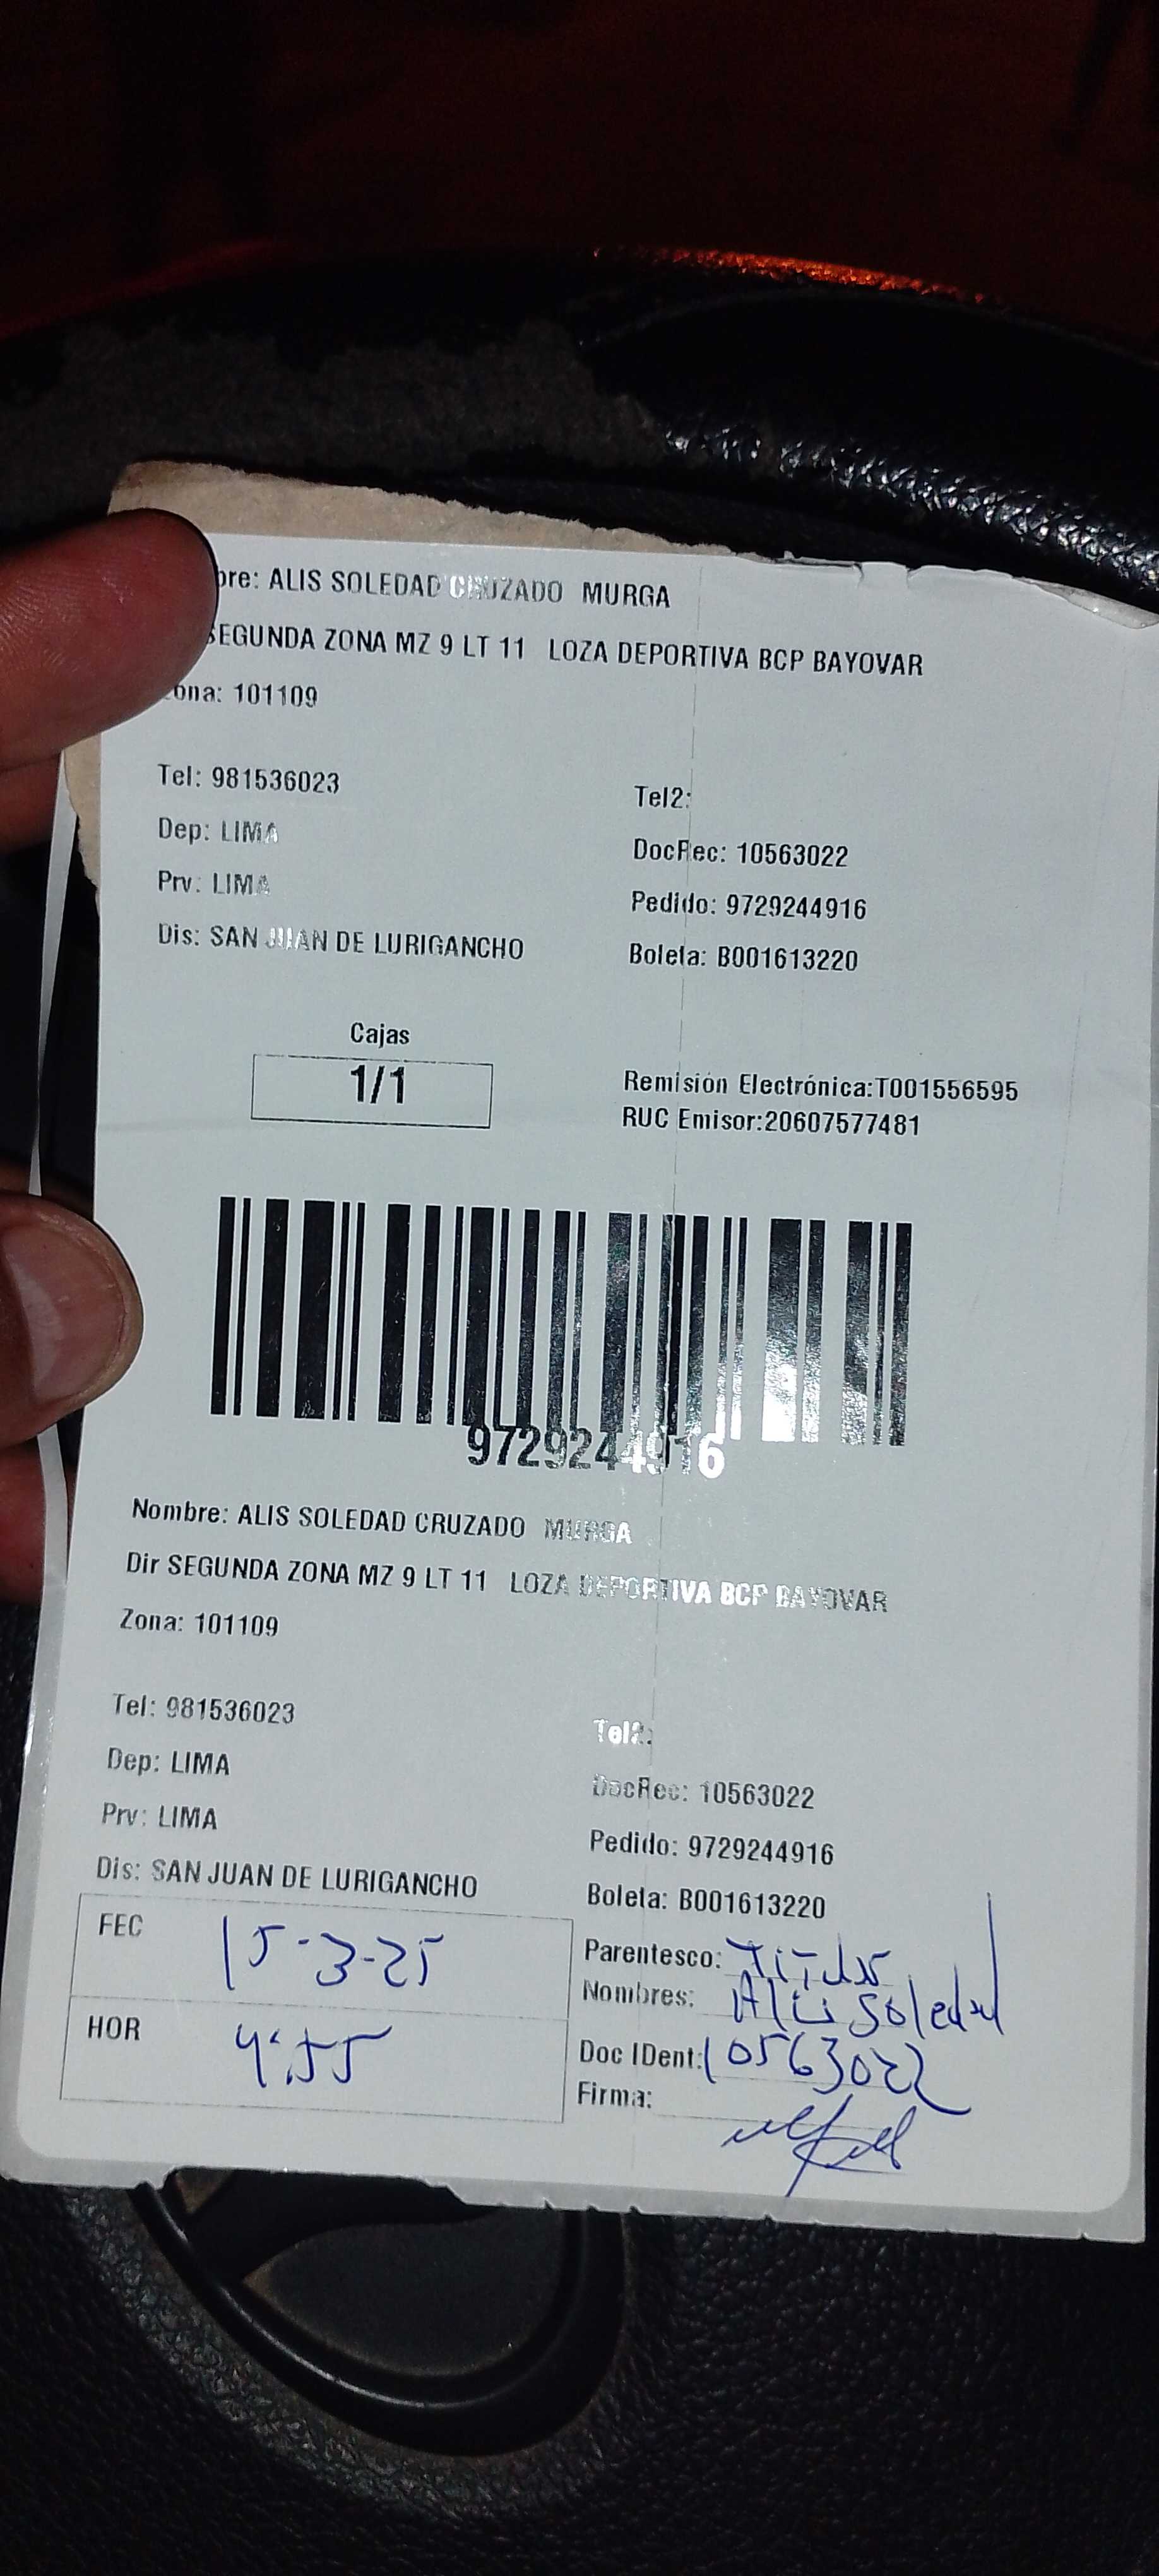 bre: ALIS SOLEDAD CRUZADO MURGA
SEGUNDA ZONA MZ 9 LT 11 LOZA DEPORTIVA BCP BAYOVAR
ona: 101109
Tel: 981536023
Tel2:
Dep: LIMA
DocRec: 10563022
Prv: LIMA
Pedido: 9729244916
Dis: SAN JUAN DE LURIGANCHO
Boleta: B001613220
Cajas
1/1
Remisión Electrónica:T001556595
RUC Emisor:20607577481
9729244916
Nombre: ALIS SOLEDAD CRUZADO MURGA
Dir SEGUNDA ZONA MZ 9 LT 11 LOZA DEPORTIVA BCP BAYOVAR
Zona: 101109
Tel: 981536023
Tel2:
Dep: LIMA
DocRec: 10563022
Prv: LIMA
Pedido: 9729244916
Dis: SAN JUAN DE LURIGANCHO
Boleta: B001613220
FEC 15-3-25
Parentesco: Titular
Nombres: Alis Soledad
HOR 4:55
Doc IDent: 10563022
Firma: